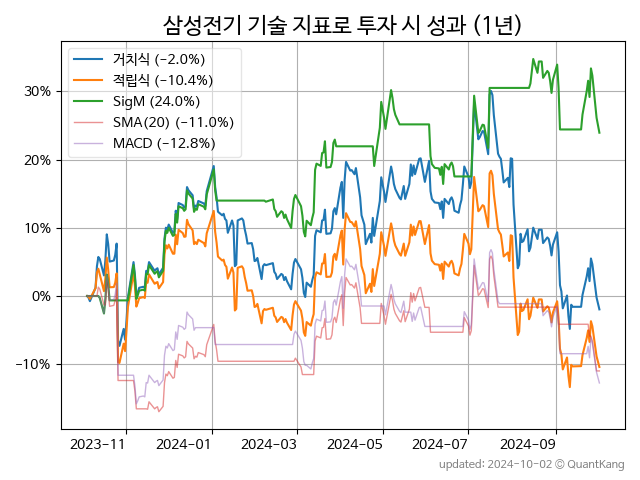 삼성전기 기술 지표로 투자 시 성과 (1년)
거치식 (−2.0%)
적립식 (−10.4%)
SigM (24.0%)
SMA(20) (−11.0%)
MACD (−12.8%)
30%
20%
10%
0%
−10%
2023-11 2024-01 2024-03 2024-05 2024-07 2024-09
updated: 2024-10-02 © QuantKang